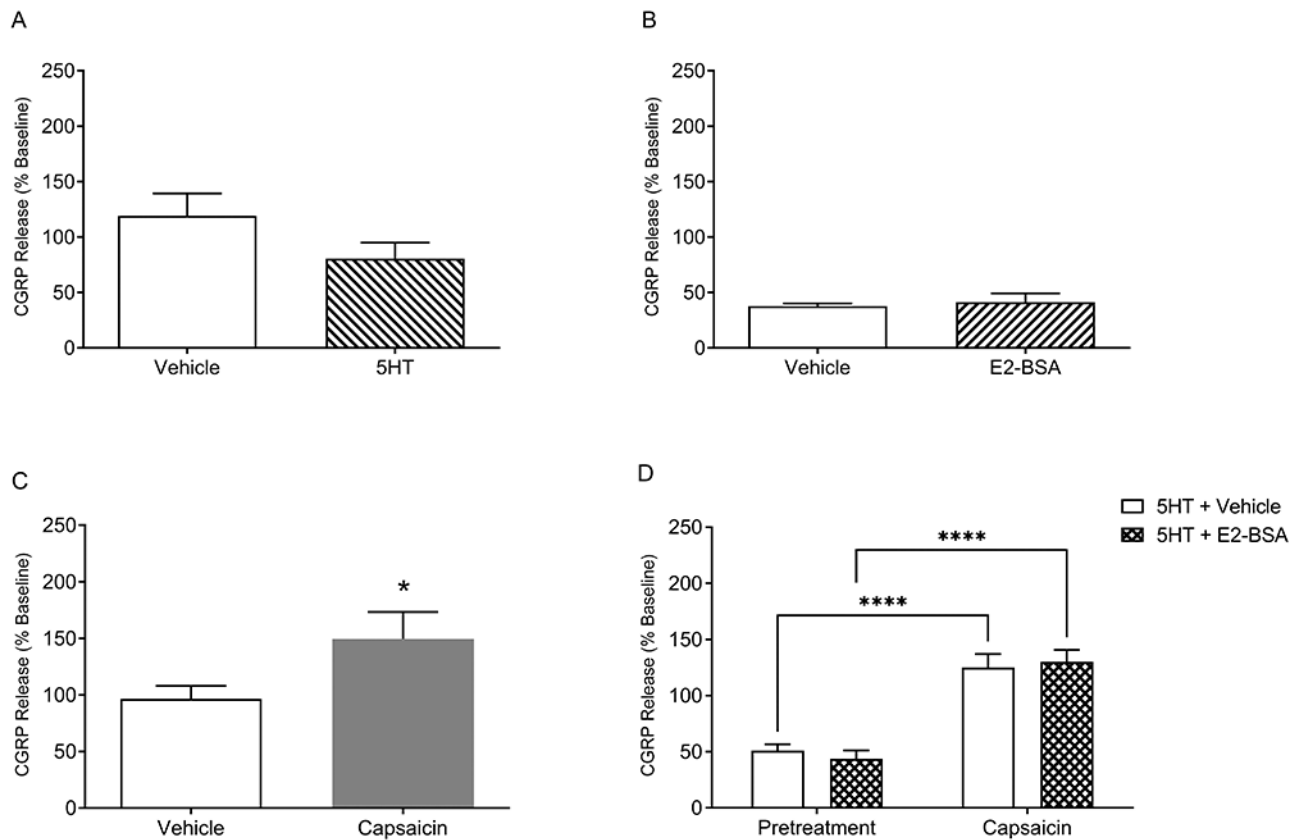 A
CGRP Release (% Baseline)
250
200
150
100
50
0
Vehicle
5HT
B
CGRP Release (% Baseline)
250
200
150
100
50
0
Vehicle
E2-BSA
C
CGRP Release (% Baseline)
250
200
150
100
50
0
*
Vehicle
Capsaicin
D
5HT + Vehicle
5HT + E2-BSA
CGRP Release (% Baseline)
250
200
150
100
50
0
****
****
Pretreatment
Capsaicin